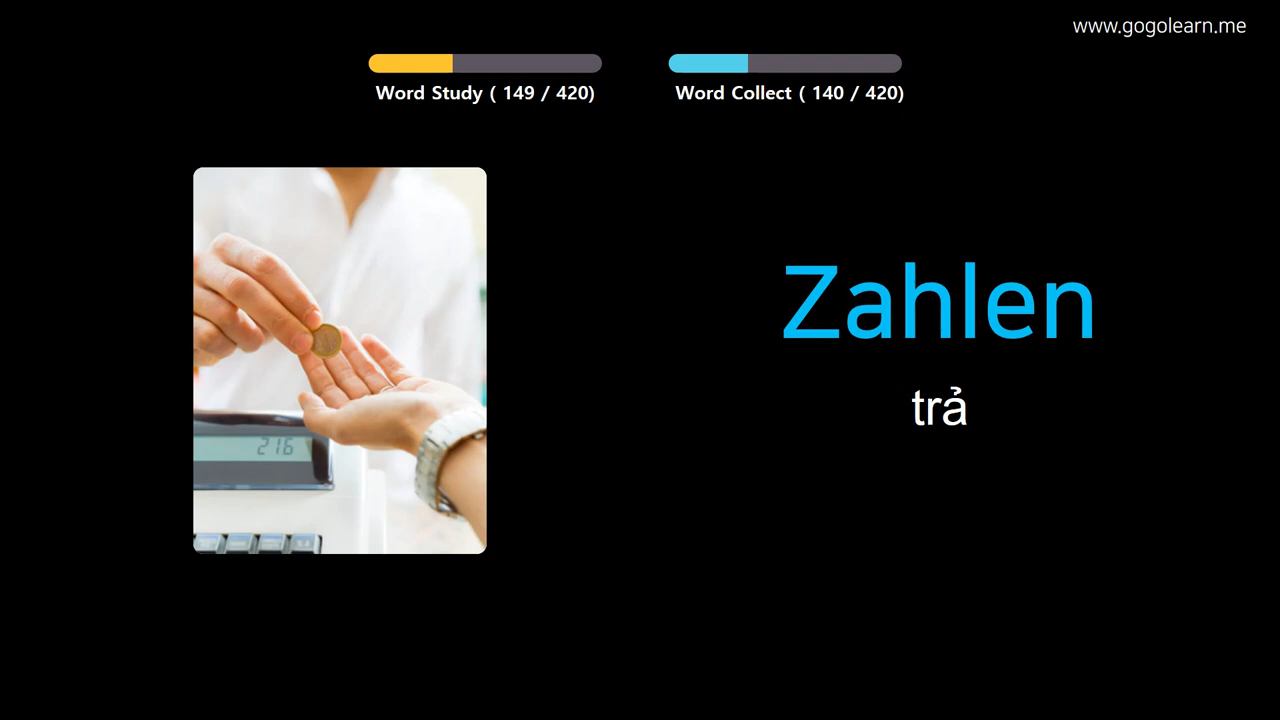 www.gogolearn.me
Word Study ( 149 / 420)
Word Collect ( 140 / 420)
Zahlen
trả
216